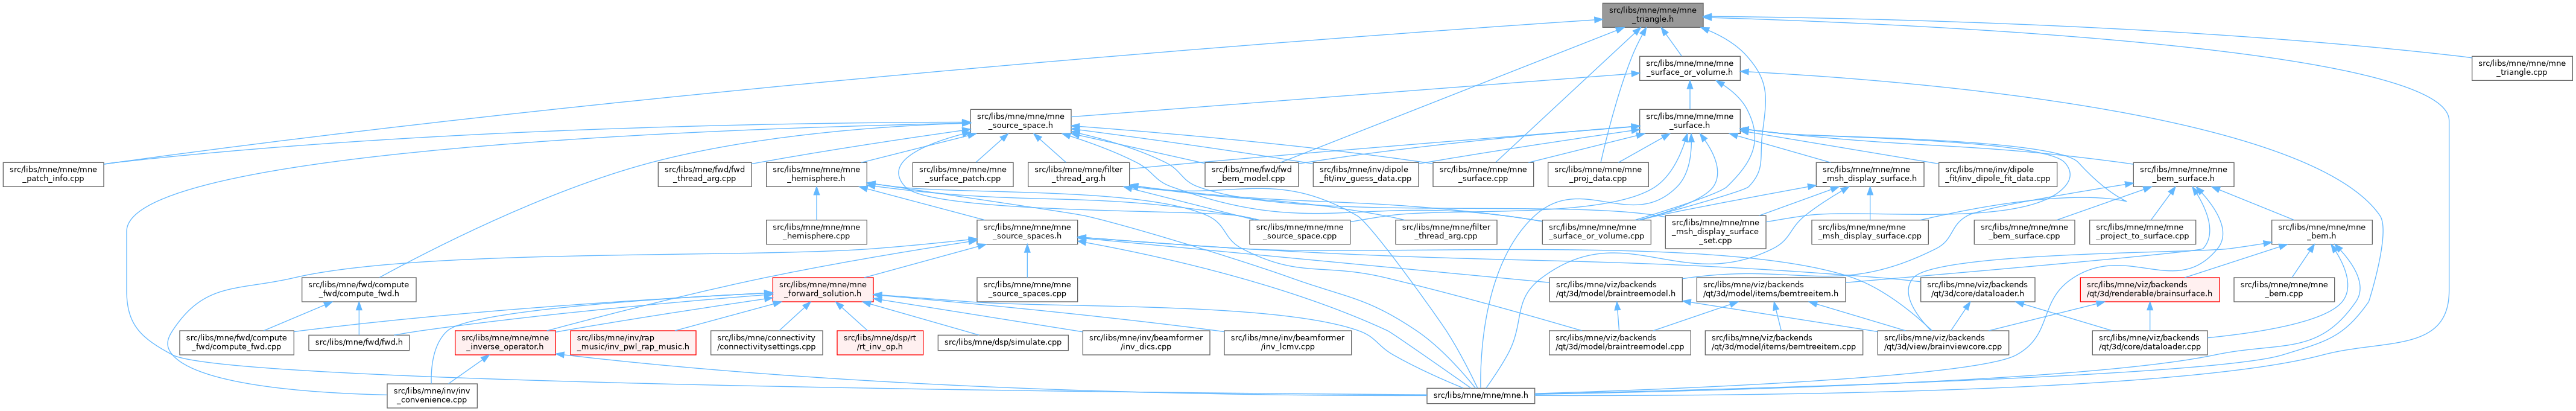 src/libs/mne/mne/mne
_triangle.h
src/libs/mne/mne/mne
_surface_or_volume.h
src/libs/mne/mne/mne
_triangle.cpp
src/libs/mne/mne/mne
_source_space.h
src/libs/mne/mne/mne
_surface.h
src/libs/mne/mne/mne
_patch_info.cpp
src/libs/mne/fwd/fwd
_thread_arg.cpp
src/libs/mne/mne/mne
_hemisphere.h
src/libs/mne/mne/mne
_surface_patch.cpp
src/libs/mne/mne/filter
_thread_arg.h
src/libs/mne/fwd/fwd
_bem_model.cpp
src/libs/mne/inv/dipole
_fit/inv_guess_data.cpp
src/libs/mne/mne/mne
_surface.cpp
src/libs/mne/mne/mne
_proj_data.cpp
src/libs/mne/mne/mne
_msh_display_surface.h
src/libs/mne/inv/dipole
_fit/inv_dipole_fit_data.cpp
src/libs/mne/mne/mne
_bem_surface.h
src/libs/mne/mne/mne
_hemisphere.cpp
src/libs/mne/mne/mne
_source_spaces.h
src/libs/mne/mne/mne
_source_space.cpp
src/libs/mne/mne/filter
_thread_arg.cpp
src/libs/mne/mne/mne
_surface_or_volume.cpp
src/libs/mne/mne/mne
_msh_display_surface
_set.cpp
src/libs/mne/mne/mne
_msh_display_surface.cpp
src/libs/mne/mne/mne
_bem_surface.cpp
src/libs/mne/mne/mne
_project_to_surface.cpp
src/libs/mne/mne/mne
_bem.h
src/libs/mne/fwd/compute
_fwd/compute_fwd.h
src/libs/mne/mne/mne
_forward_solution.h
src/libs/mne/mne/mne
_source_spaces.cpp
src/libs/mne/viz/backends
/qt/3d/model/braintreemodel.h
src/libs/mne/viz/backends
/qt/3d/model/items/bemtreeitem.h
src/libs/mne/viz/backends
/qt/3d/core/dataloader.h
src/libs/mne/viz/backends
/qt/3d/renderable/brainsurface.h
src/libs/mne/mne/mne
_bem.cpp
src/libs/mne/fwd/compute
_fwd/compute_fwd.cpp
src/libs/mne/fwd/fwd.h
src/libs/mne/mne/mne
_inverse_operator.h
src/libs/mne/inv/rap
_music/inv_pwl_rap_music.h
src/libs/mne/connectivity
/connectivitysettings.cpp
src/libs/mne/dsp/rt
/rt_inv_op.h
src/libs/mne/dsp/simulate.cpp
src/libs/mne/inv/beamformer
/inv_dics.cpp
src/libs/mne/inv/beamformer
/inv_lcmv.cpp
src/libs/mne/viz/backends
/qt/3d/model/braintreemodel.cpp
src/libs/mne/viz/backends
/qt/3d/model/items/bemtreeitem.cpp
src/libs/mne/viz/backends
/qt/3d/view/brainviewcore.cpp
src/libs/mne/viz/backends
/qt/3d/core/dataloader.cpp
src/libs/mne/inv/inv
_convenience.cpp
src/libs/mne/mne/mne.h